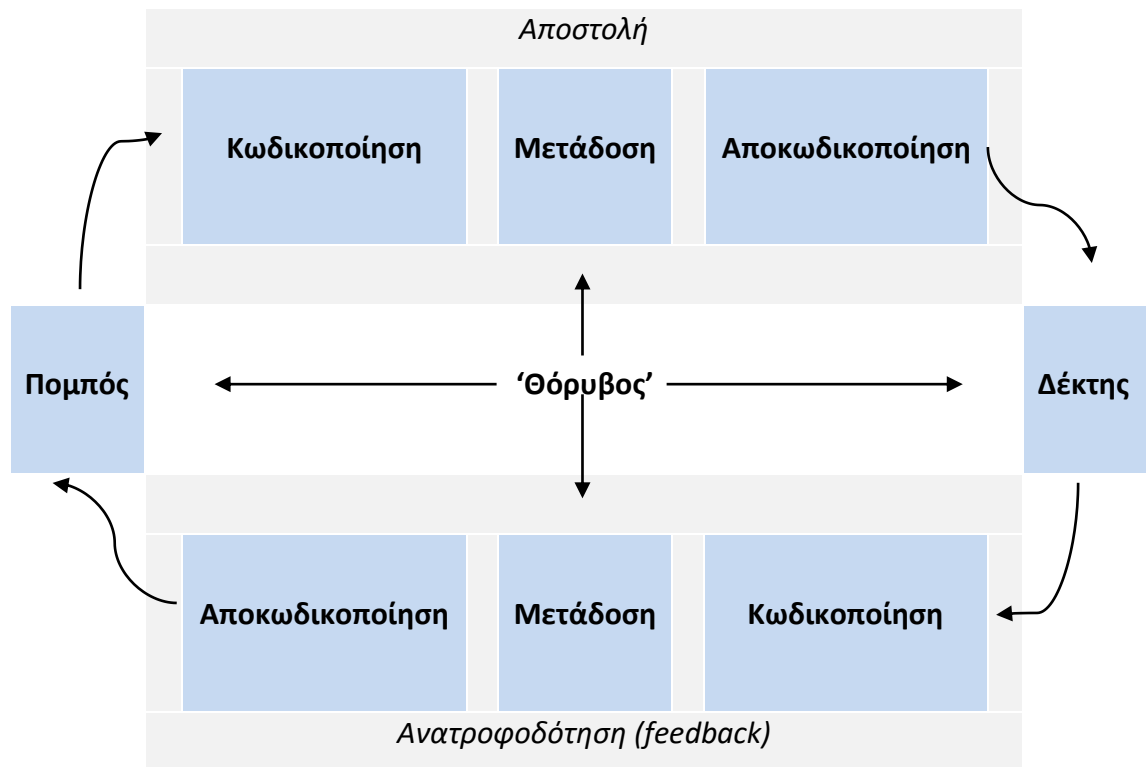 Αποστολή
Κωδικοποίηση
Μετάδοση
Αποκωδικοποίηση
Πομπός
‘Θόρυβος’
Δέκτης
Αποκωδικοποίηση
Μετάδοση
Κωδικοποίηση
Ανατροφοδότηση (feedback)